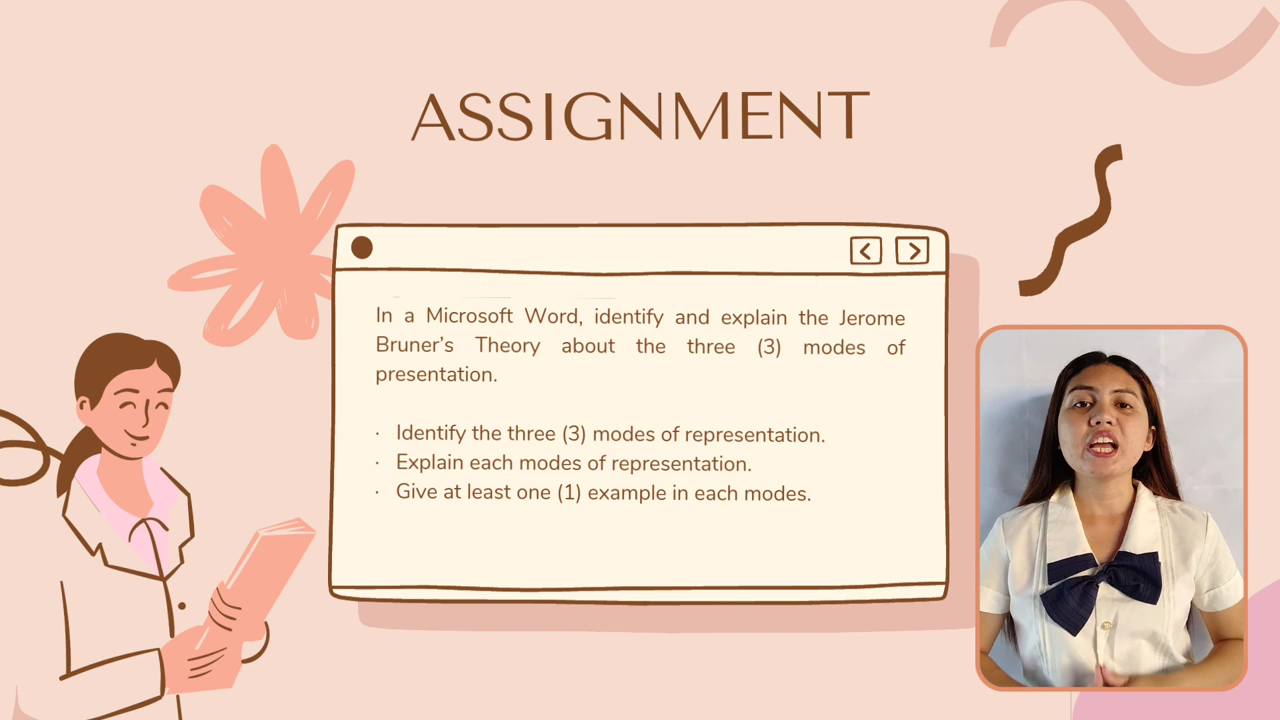 ASSIGNMENT
In a Microsoft Word, identify and explain the Jerome
Bruner's Theory about the three (3) modes of
presentation.
· Identify the three (3) modes of representation.
· Explain each modes of representation.
· Give at least one (1) example in each modes.